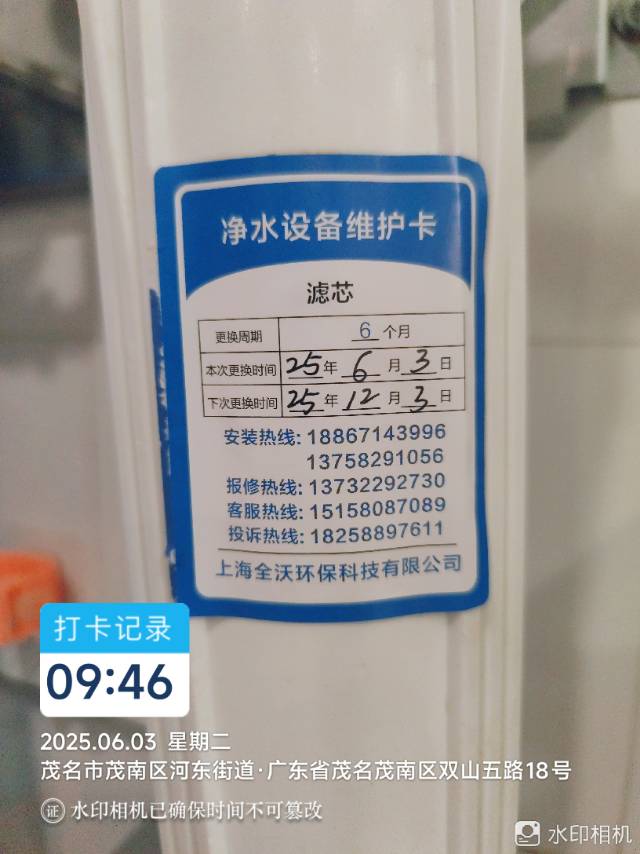 净水设备维护卡
滤芯
更换周期 6 个月
本次更换时间 25年 6 月 3 日
下次更换时间 25年 12 月 3 日
安装热线: 18867143996
13758291056
报修热线: 13732292730
客服热线: 15158087089
投诉热线: 18258897611
上海全沃环保科技有限公司
打卡记录
09:46
2025.06.03 星期二
茂名市茂南区河东街道·广东省茂名茂南区双山五路18号
证 水印相机已确保时间不可篡改
水印相机